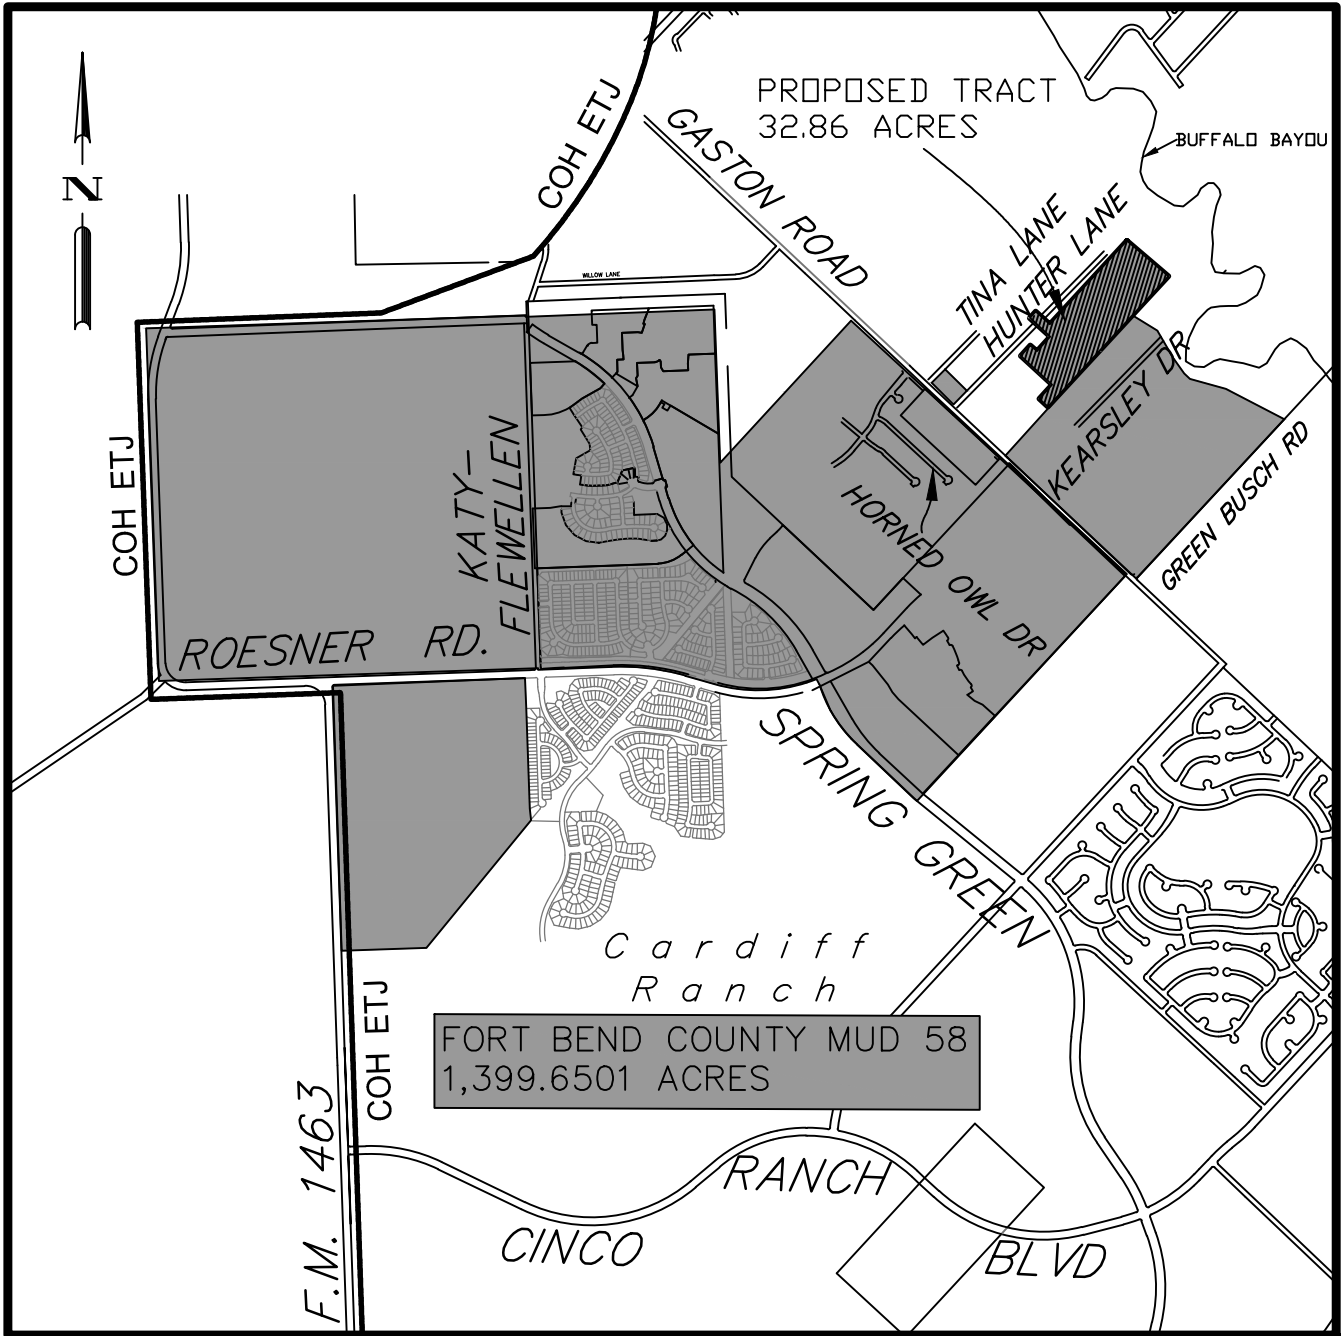 COH ETJ
PROPOSED TRACT
32.86 ACRES
GASTON ROAD
BUFFALO BAYOU
TINA LANE
HUNTER LANE
WILLOW LANE
N
KEARSLEY DR
GREEN BUSCH RD
COH ETJ
KATY-
FLEWELLEN
HORNED OWL DR
ROESNER RD.
SPRING GREEN
Cardiff
Ranch
COH ETJ
FORT BEND COUNTY MUD 58
1,399.6501 ACRES
F.M. 1463
CINCO
RANCH
BLVD